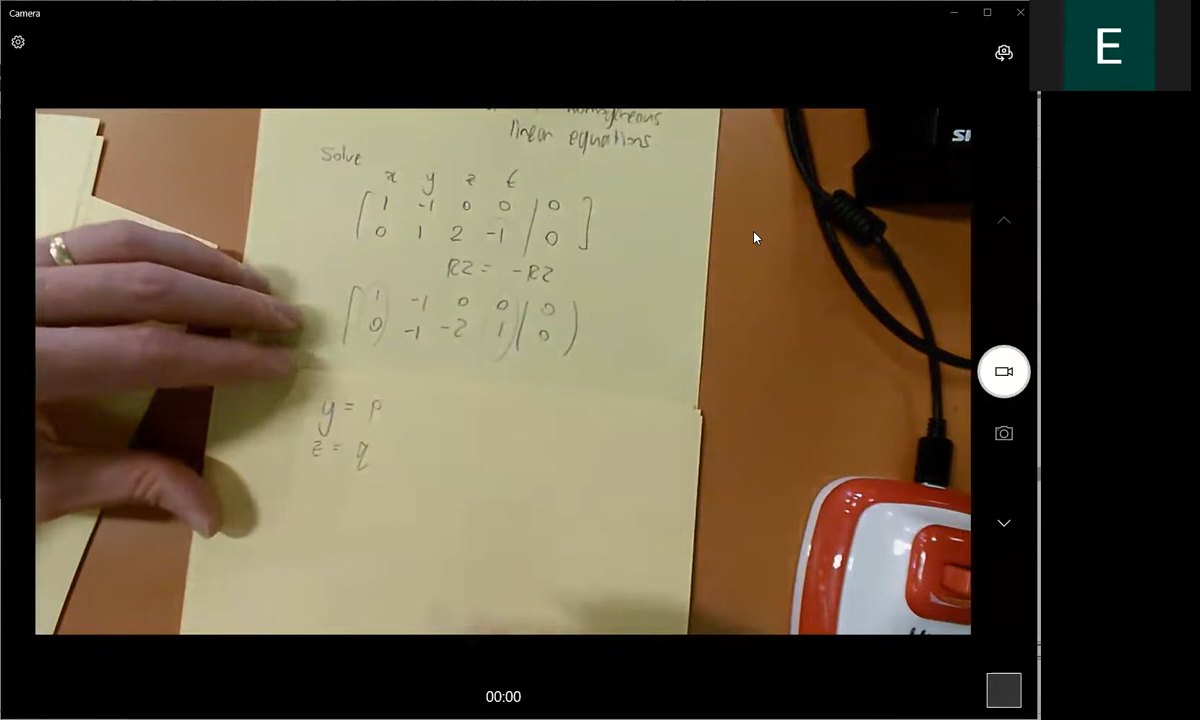 Camera
E
homogeneous
linear equations
Solve
x y z t
1 -1 0 0 | 0
0 1 2 -1 | 0
R2 = -R2
1 -1 0 0 | 0
0 -1 -2 1 | 0
y = p
z = q
00:00